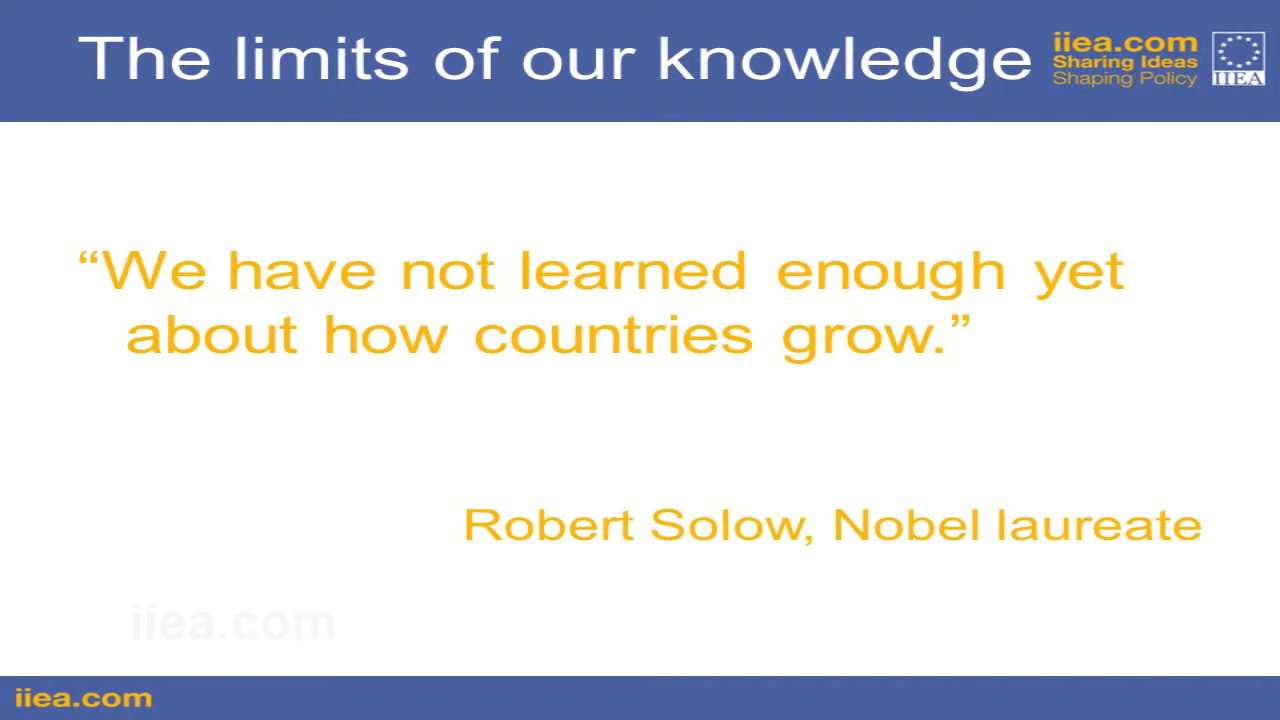 The limits of our knowledge
iiea.com
Sharing Ideas
Shaping Policy
IIEA
“We have not learned enough yet
about how countries grow.”
Robert Solow, Nobel laureate
iiea.com
iiea.com